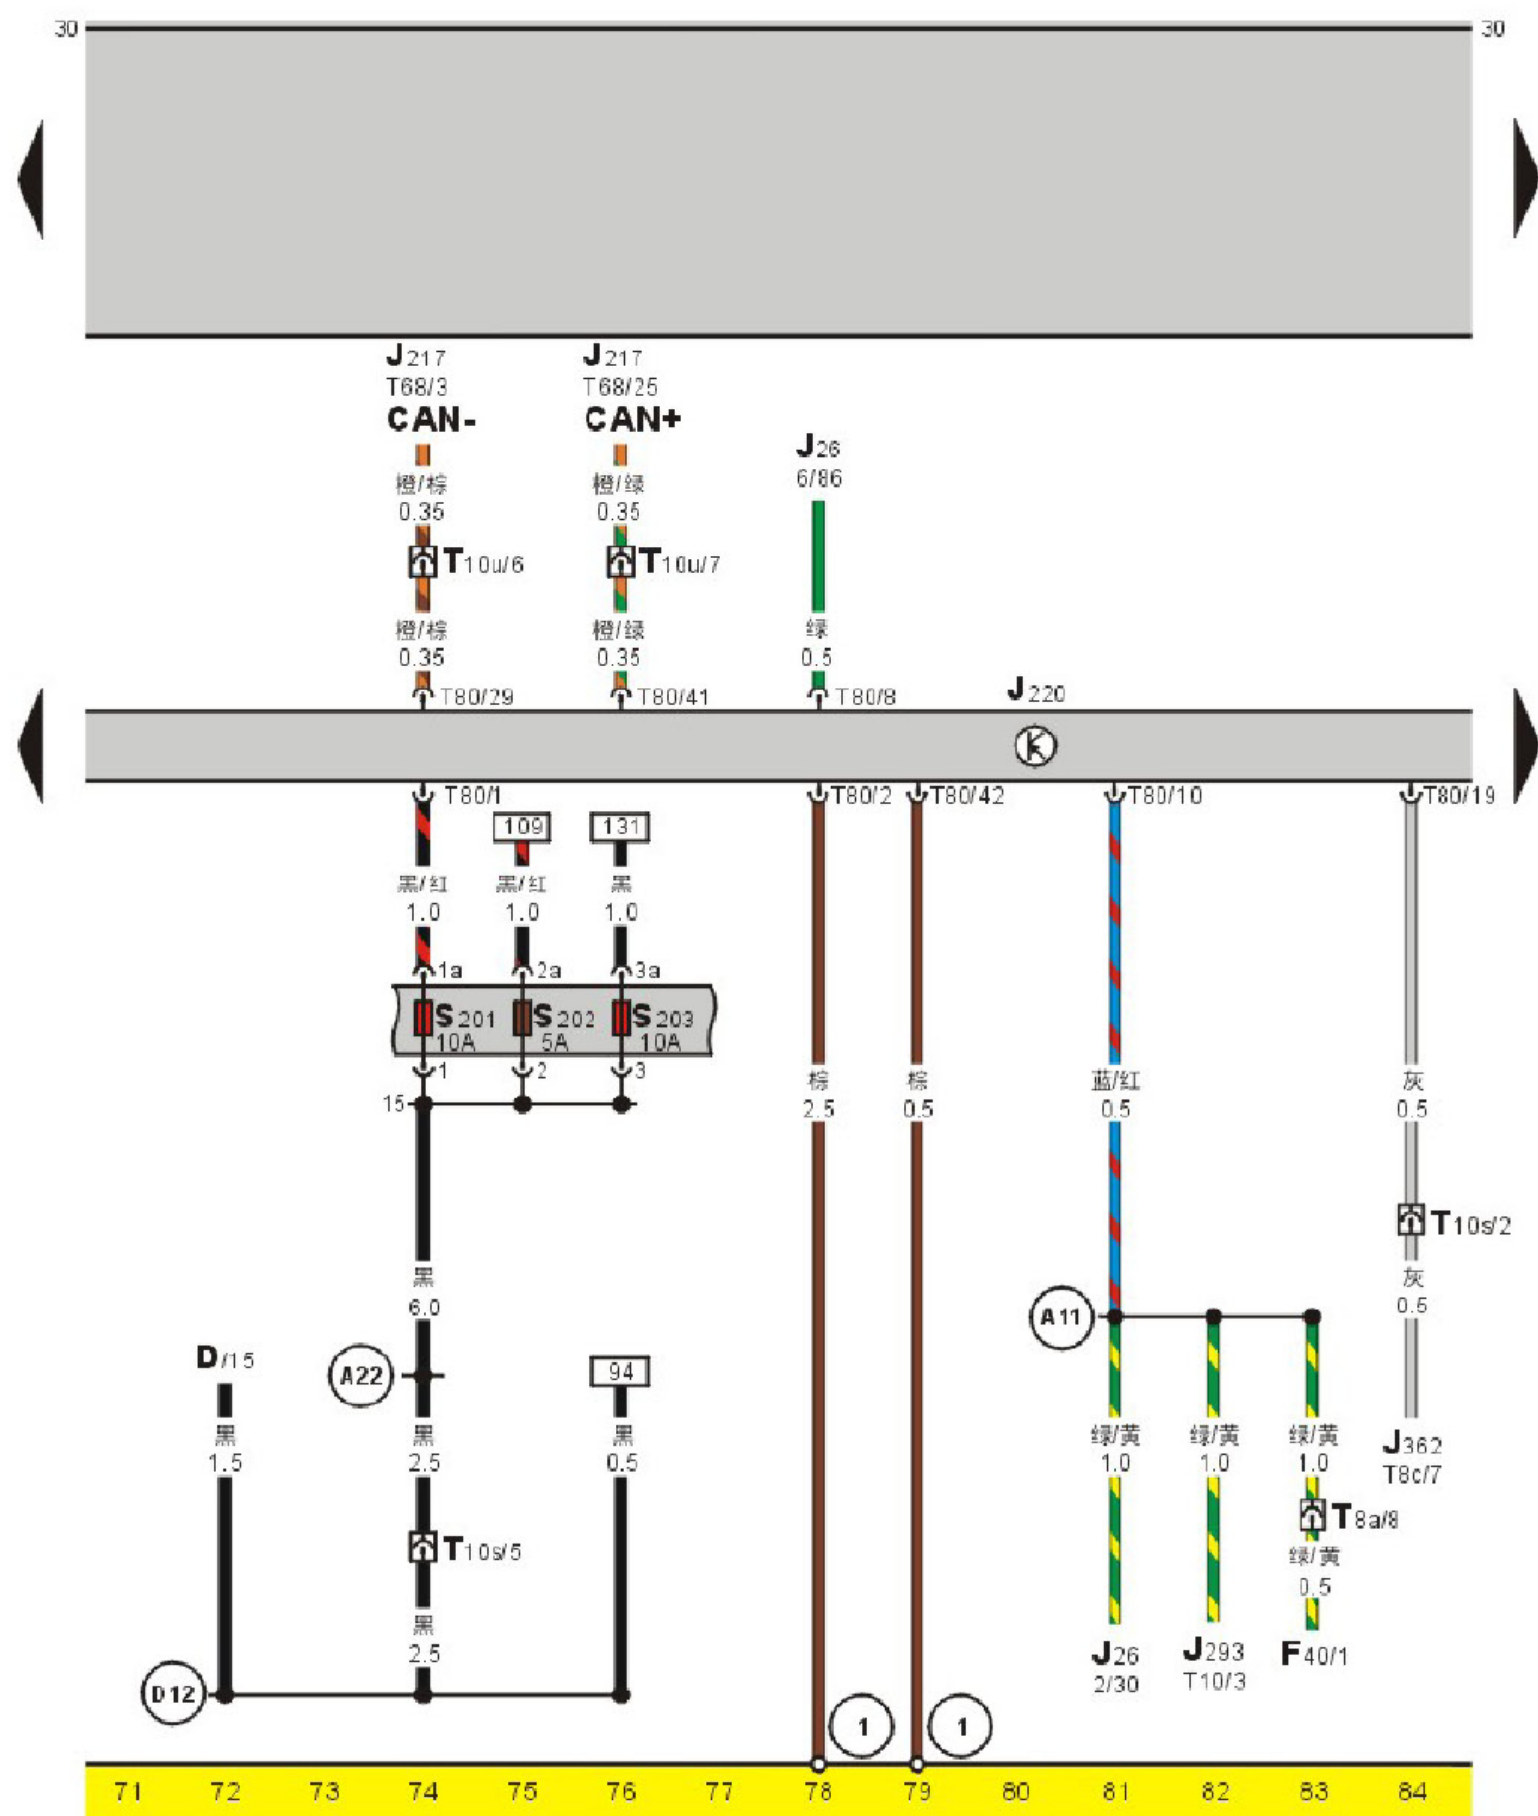 30 30
J217 J217
T68/3 T68/25
CAN- CAN+
J26
6/86
橙/棕 橙/绿
0.35 0.35
T10u/6 T10u/7
橙/棕 橙/绿 绿
0.35 0.35 0.5
T80/29 T80/41 T80/8 J220
T80/1 T80/2 T80/42 T80/10 T80/19
109 131
黑/红 黑/红 黑
1.0 1.0 1.0
1a 2a 3a
S201 S202 S203
10A 5A 10A
1 2 3
棕 棕 蓝/红 灰
2.5 0.5 0.5 0.5
15
T10s/2
黑 灰
6.0 0.5
A11
D/15 A22 94
黑 黑 黑 绿/黄 绿/黄 绿/黄 J362
1.5 2.5 0.5 1.0 1.0 1.0 T8c/7
T8a/8
T10s/5 绿/黄
0.5
黑
2.5 J26 J293 F40/1
2/30 T10/3
D12
1 1
71 72 73 74 75 76 77 78 79 80 81 82 83 84